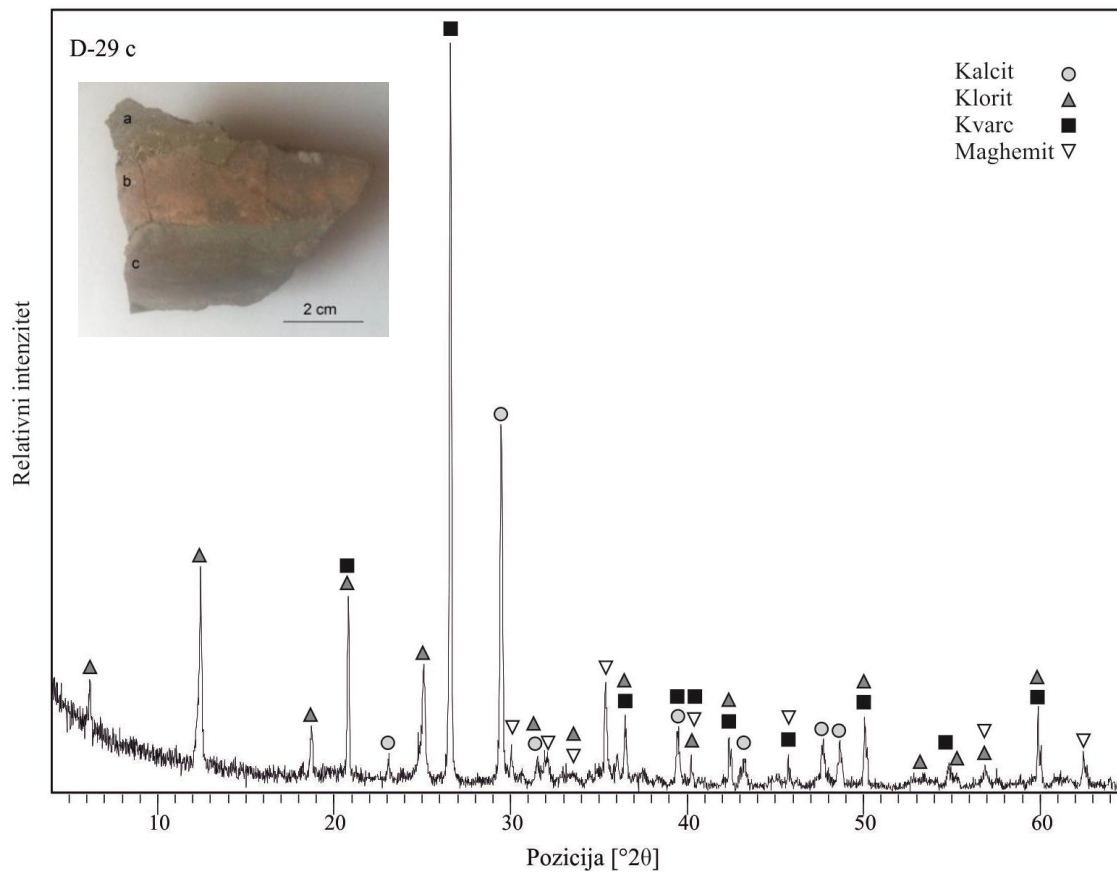 D-29 c
a
b
c
2 cm
Kalcit
Klorit
Kvarc
Maghemit
Relativni intenzitet
10 20 30 40 50 60
Pozicija [°2θ]